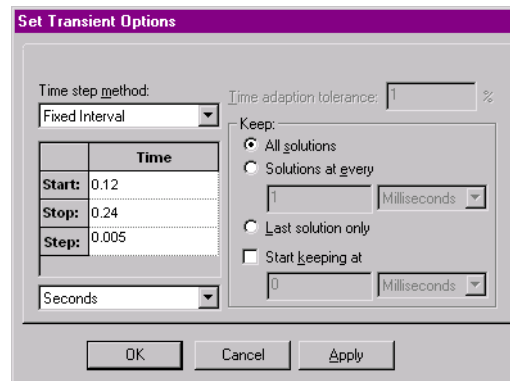 Set Transient Options
Time step method:
Fixed Interval
Time
Start: 0.12
Stop: 0.24
Step: 0.005
Seconds
Time adaption tolerance: 1 %
Keep:
All solutions
Solutions at every
1 Milliseconds
Last solution only
Start keeping at
0 Milliseconds
OK Cancel Apply